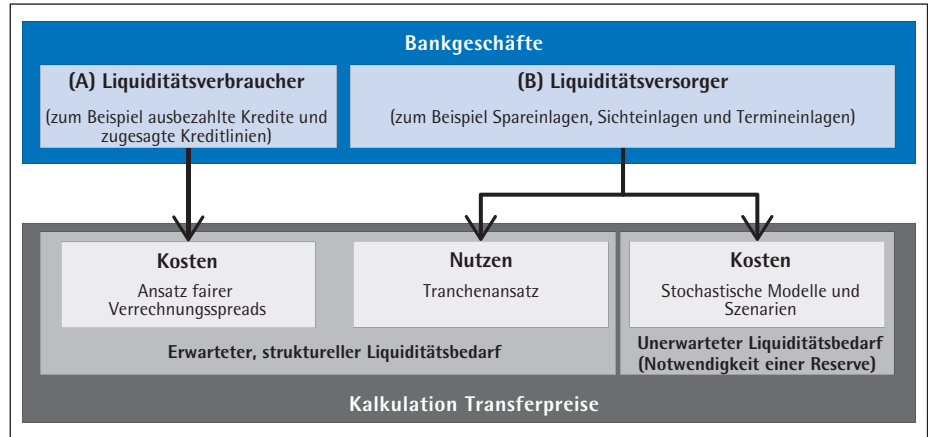 Bankgeschäfte
(A) Liquiditätsverbraucher
(zum Beispiel ausbezahlte Kredite und
zugesagte Kreditlinien)
(B) Liquiditätsversorger
(zum Beispiel Spareinlagen, Sichteinlagen und Termineinlagen)
Kosten
Ansatz fairer
Verrechnungsspreads
Nutzen
Tranchenansatz
Kosten
Stochastische Modelle und
Szenarien
Erwarteter, struktureller Liquiditätsbedarf
Unerwarteter Liquiditätsbedarf
(Notwendigkeit einer Reserve)
Kalkulation Transferpreise